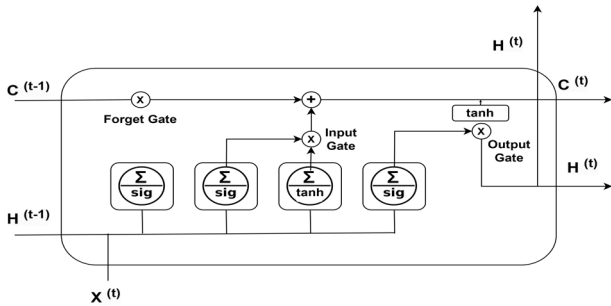 H (t)
C (t-1)
C (t)
X
+
tanh
Forget Gate
Input
Gate
X
X
Output
Gate
Σ
sig
Σ
sig
Σ
tanh
Σ
sig
H (t)
H (t-1)
X (t)